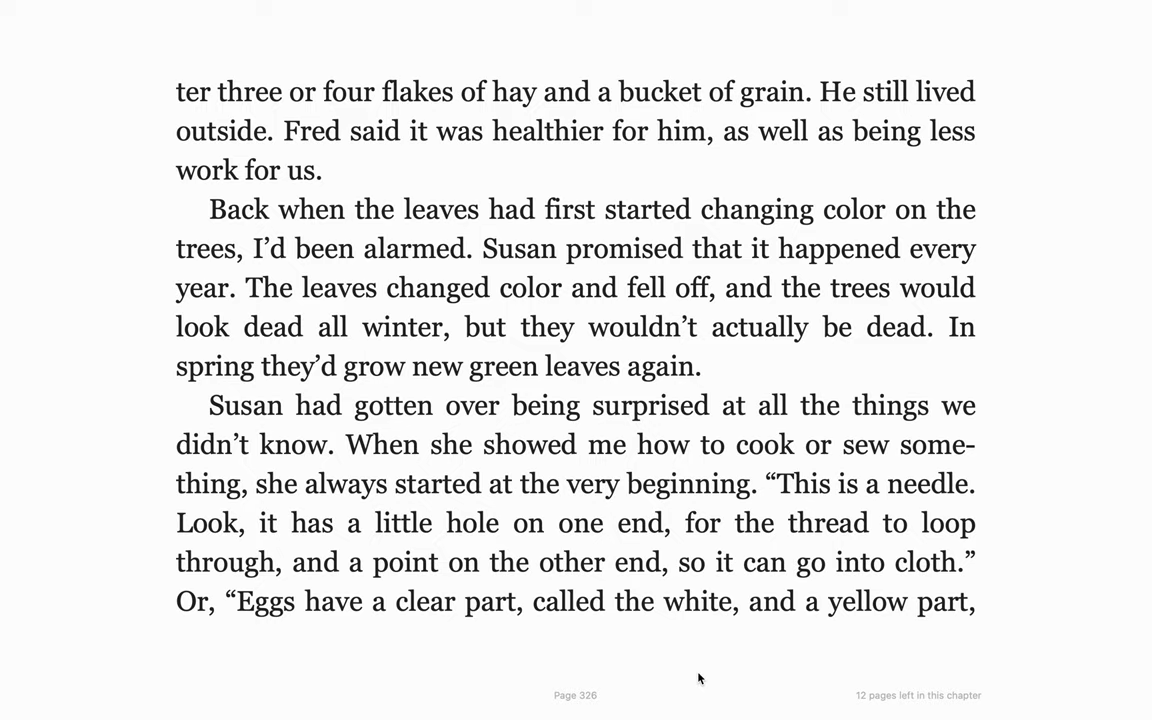 ter three or four flakes of hay and a bucket of grain. He still lived
outside. Fred said it was healthier for him, as well as being less
work for us.
Back when the leaves had first started changing color on the
trees, I’d been alarmed. Susan promised that it happened every
year. The leaves changed color and fell off, and the trees would
look dead all winter, but they wouldn’t actually be dead. In
spring they’d grow new green leaves again.
Susan had gotten over being surprised at all the things we
didn’t know. When she showed me how to cook or sew some-
thing, she always started at the very beginning. “This is a needle.
Look, it has a little hole on one end, for the thread to loop
through, and a point on the other end, so it can go into cloth.”
Or, “Eggs have a clear part, called the white, and a yellow part,
Page 326
12 pages left in this chapter